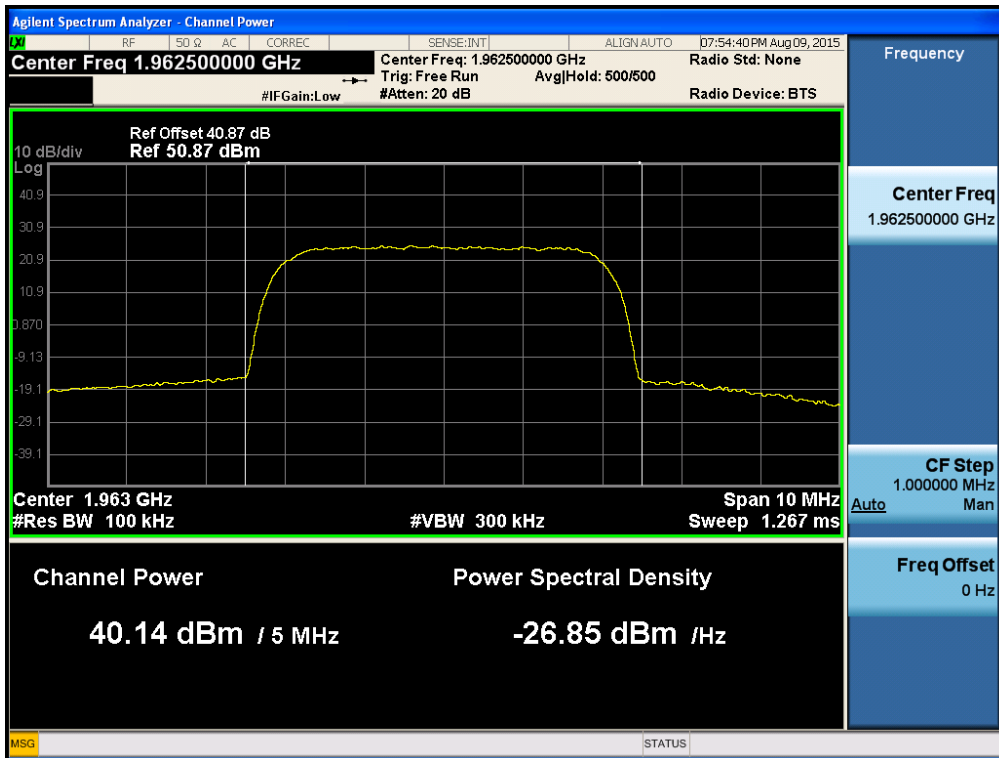 Agilent Spectrum Analyzer - Channel Power
LXI RF 50 Ω AC CORREC SENSE:INT ALIGN AUTO 07:54:40 PM Aug 09, 2015
Center Freq 1.962500000 GHz
Center Freq: 1.962500000 GHz Radio Std: None
Trig: Free Run Avg|Hold: 500/500
#IFGain:Low #Atten: 20 dB Radio Device: BTS
Ref Offset 40.87 dB
10 dB/div Ref 50.87 dBm
Log
40.9
30.9
20.9
10.9
0.870
-9.13
-19.1
-29.1
-39.1
Center 1.963 GHz Span 10 MHz
#Res BW 100 kHz #VBW 300 kHz Sweep 1.267 ms
Channel Power Power Spectral Density
40.14 dBm / 5 MHz -26.85 dBm /Hz
Frequency
Center Freq
1.962500000 GHz
CF Step
1.000000 MHz
Auto Man
Freq Offset
0 Hz
MSG STATUS